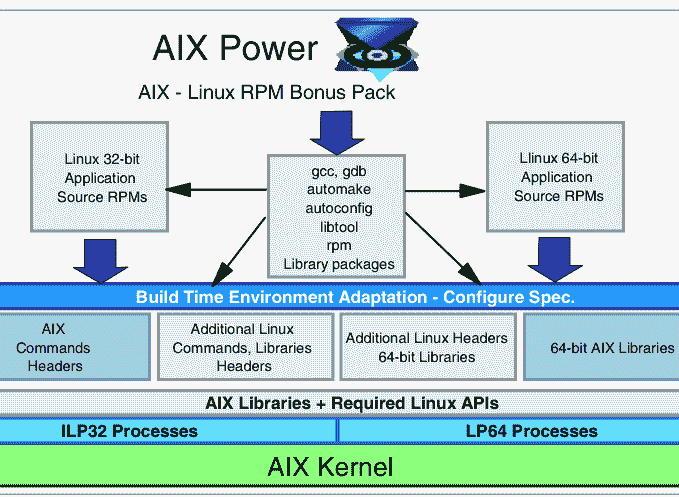 AIX Power
AIX - Linux RPM Bonus Pack
Linux 32-bit
Application
Source RPMs
gcc, gdb
automake
autoconfig
libtool
rpm
Library packages
Llinux 64-bit
Application
Source RPMs
Build Time Environment Adaptation - Configure Spec.
AIX
Commands
Headers
Additional Linux
Commands, Libraries
Headers
Additional Linux Headers
64-bit Libraries
64-bit AIX Libraries
AIX Libraries + Required Linux APIs
ILP32 Processes
LP64 Processes
AIX Kernel